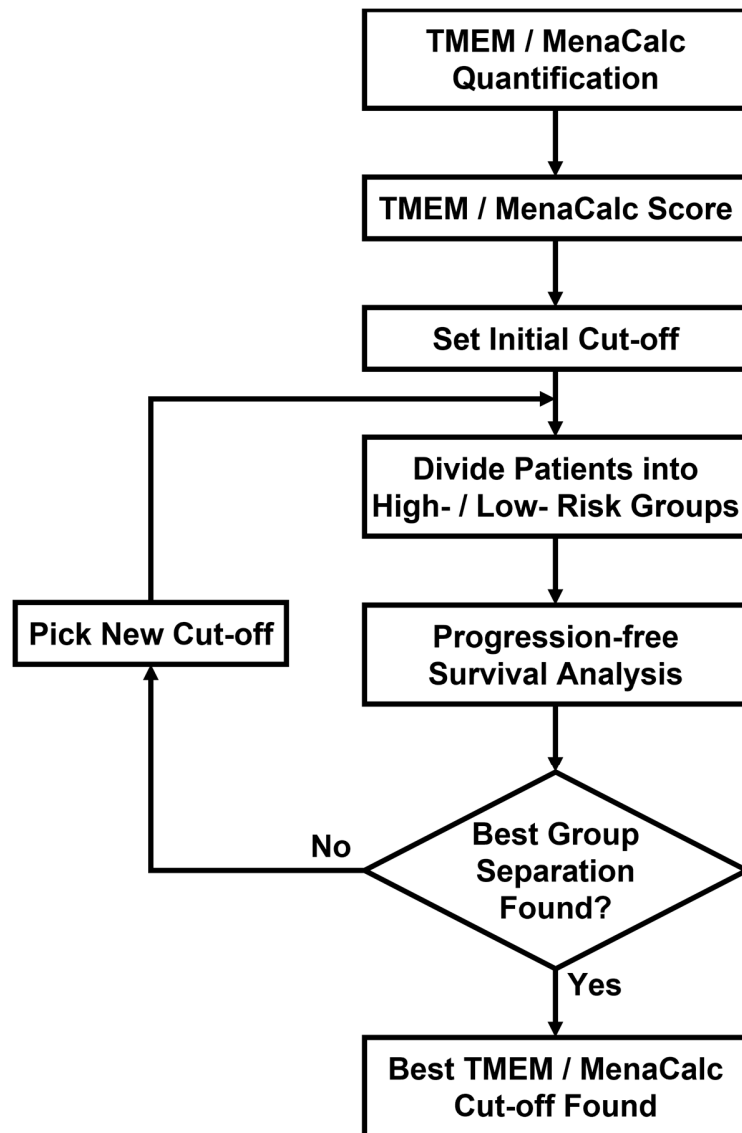 TMEM / MenaCalc
Quantification
TMEM / MenaCalc Score
Set Initial Cut-off
Divide Patients into
High- / Low- Risk Groups
Pick New Cut-off
Progression-free
Survival Analysis
No
Best Group
Separation
Found?
Yes
Best TMEM / MenaCalc
Cut-off Found